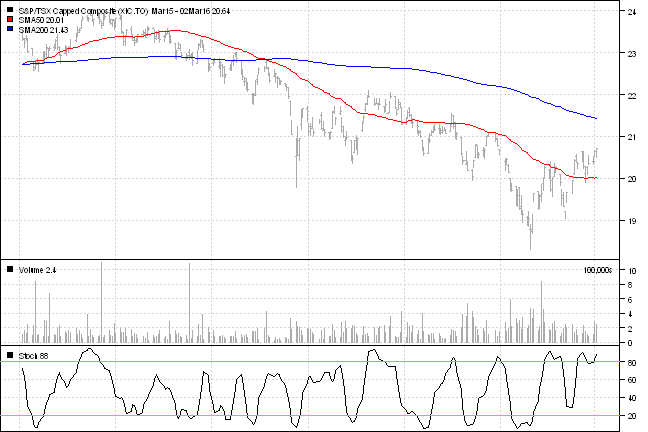 S&P/TSX Capped Composite (XIC.TO) Mar15 - 02Mar16 20.64
SMA50 20.01
SMA200 21.43
24
23
22
21
20
19
Volume 2.4
100,000s
10
8
6
4
2
0
Stoch 88
80
60
40
20